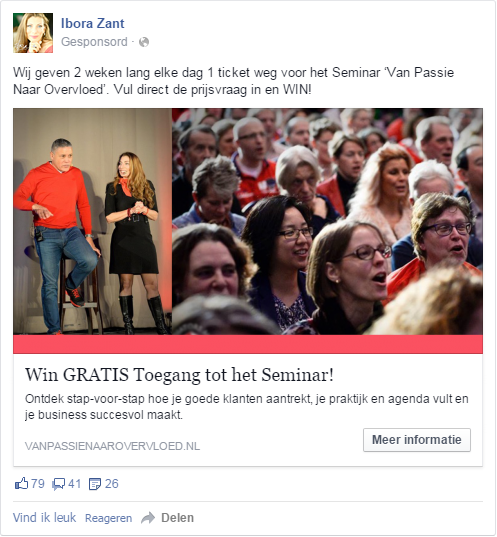 Ibora Zant
Gesponsord ·
Wij geven 2 weken lang elke dag 1 ticket weg voor het Seminar 'Van Passie
Naar Overvloed'. Vul direct de prijsvraag in en WIN!
Win GRATIS Toegang tot het Seminar!
Ontdek stap-voor-stap hoe je goede klanten aantrekt, je praktijk en agenda vult en
je business succesvol maakt.
VANPASSIENAAROVERVLOED.NL
Meer informatie
79 41 26
Vind ik leuk Reageren Delen